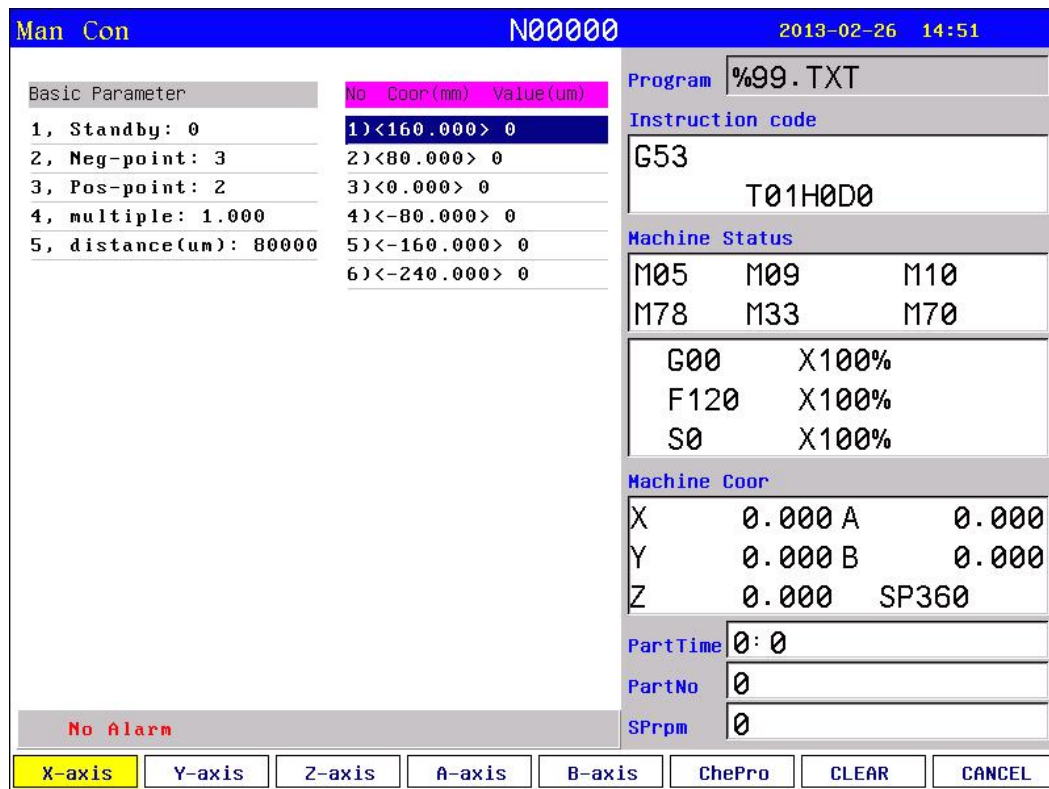 Man Con N00000 2013-02-26 14:51
Basic Parameter
1, Standby: 0
2, Neg-point: 3
3, Pos-point: 2
4, multiple: 1.000
5, distance(um): 80000
No Coor(mm) Value(um)
1)<160.000> 0
2)<80.000> 0
3)<0.000> 0
4)<-80.000> 0
5)<-160.000> 0
6)<-240.000> 0
No Alarm
Program %99.TXT
Instruction code
G53
T01H0D0
Machine Status
M05 M09 M10
M78 M33 M70
G00 X100%
F120 X100%
S0 X100%
Machine Coor
X 0.000 A 0.000
Y 0.000 B 0.000
Z 0.000 SP360
PartTime 0: 0
PartNo 0
SPrpm 0
X-axis Y-axis Z-axis A-axis B-axis ChePro CLEAR CANCEL